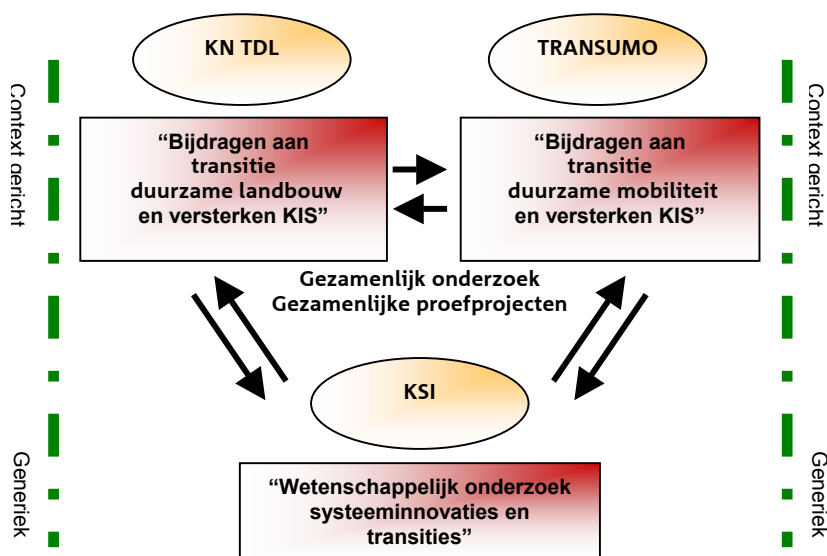 KN TDL
TRANSUMO
Context gericht
Context gericht
“Bijdragen aan
transitie
duurzame landbouw
en versterken KIS”
“Bijdragen aan
transitie
duurzame mobiliteit
en versterken KIS”
Gezamenlijk onderzoek
Gezamenlijke proefprojecten
KSI
Generiek
Generiek
“Wetenschappelijk onderzoek
systeeminnovaties en
transities”